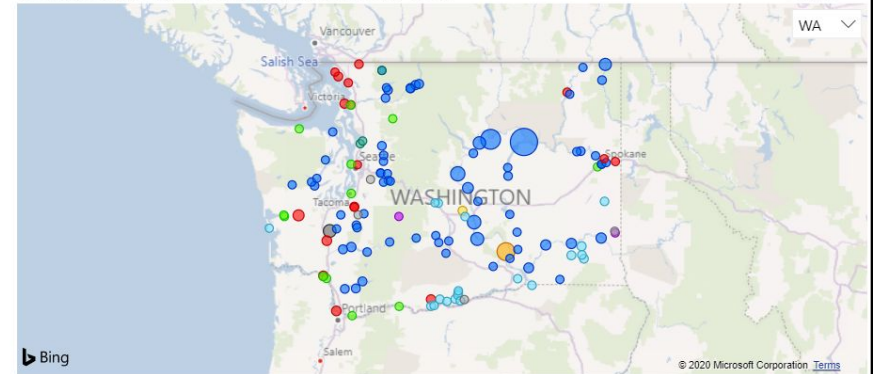 WA
Vancouver
Salish Sea
Victoria
Seattle
Spokane
WASHINGTON
Tacoma
Portland
Salem
Bing
© 2020 Microsoft Corporation Terms